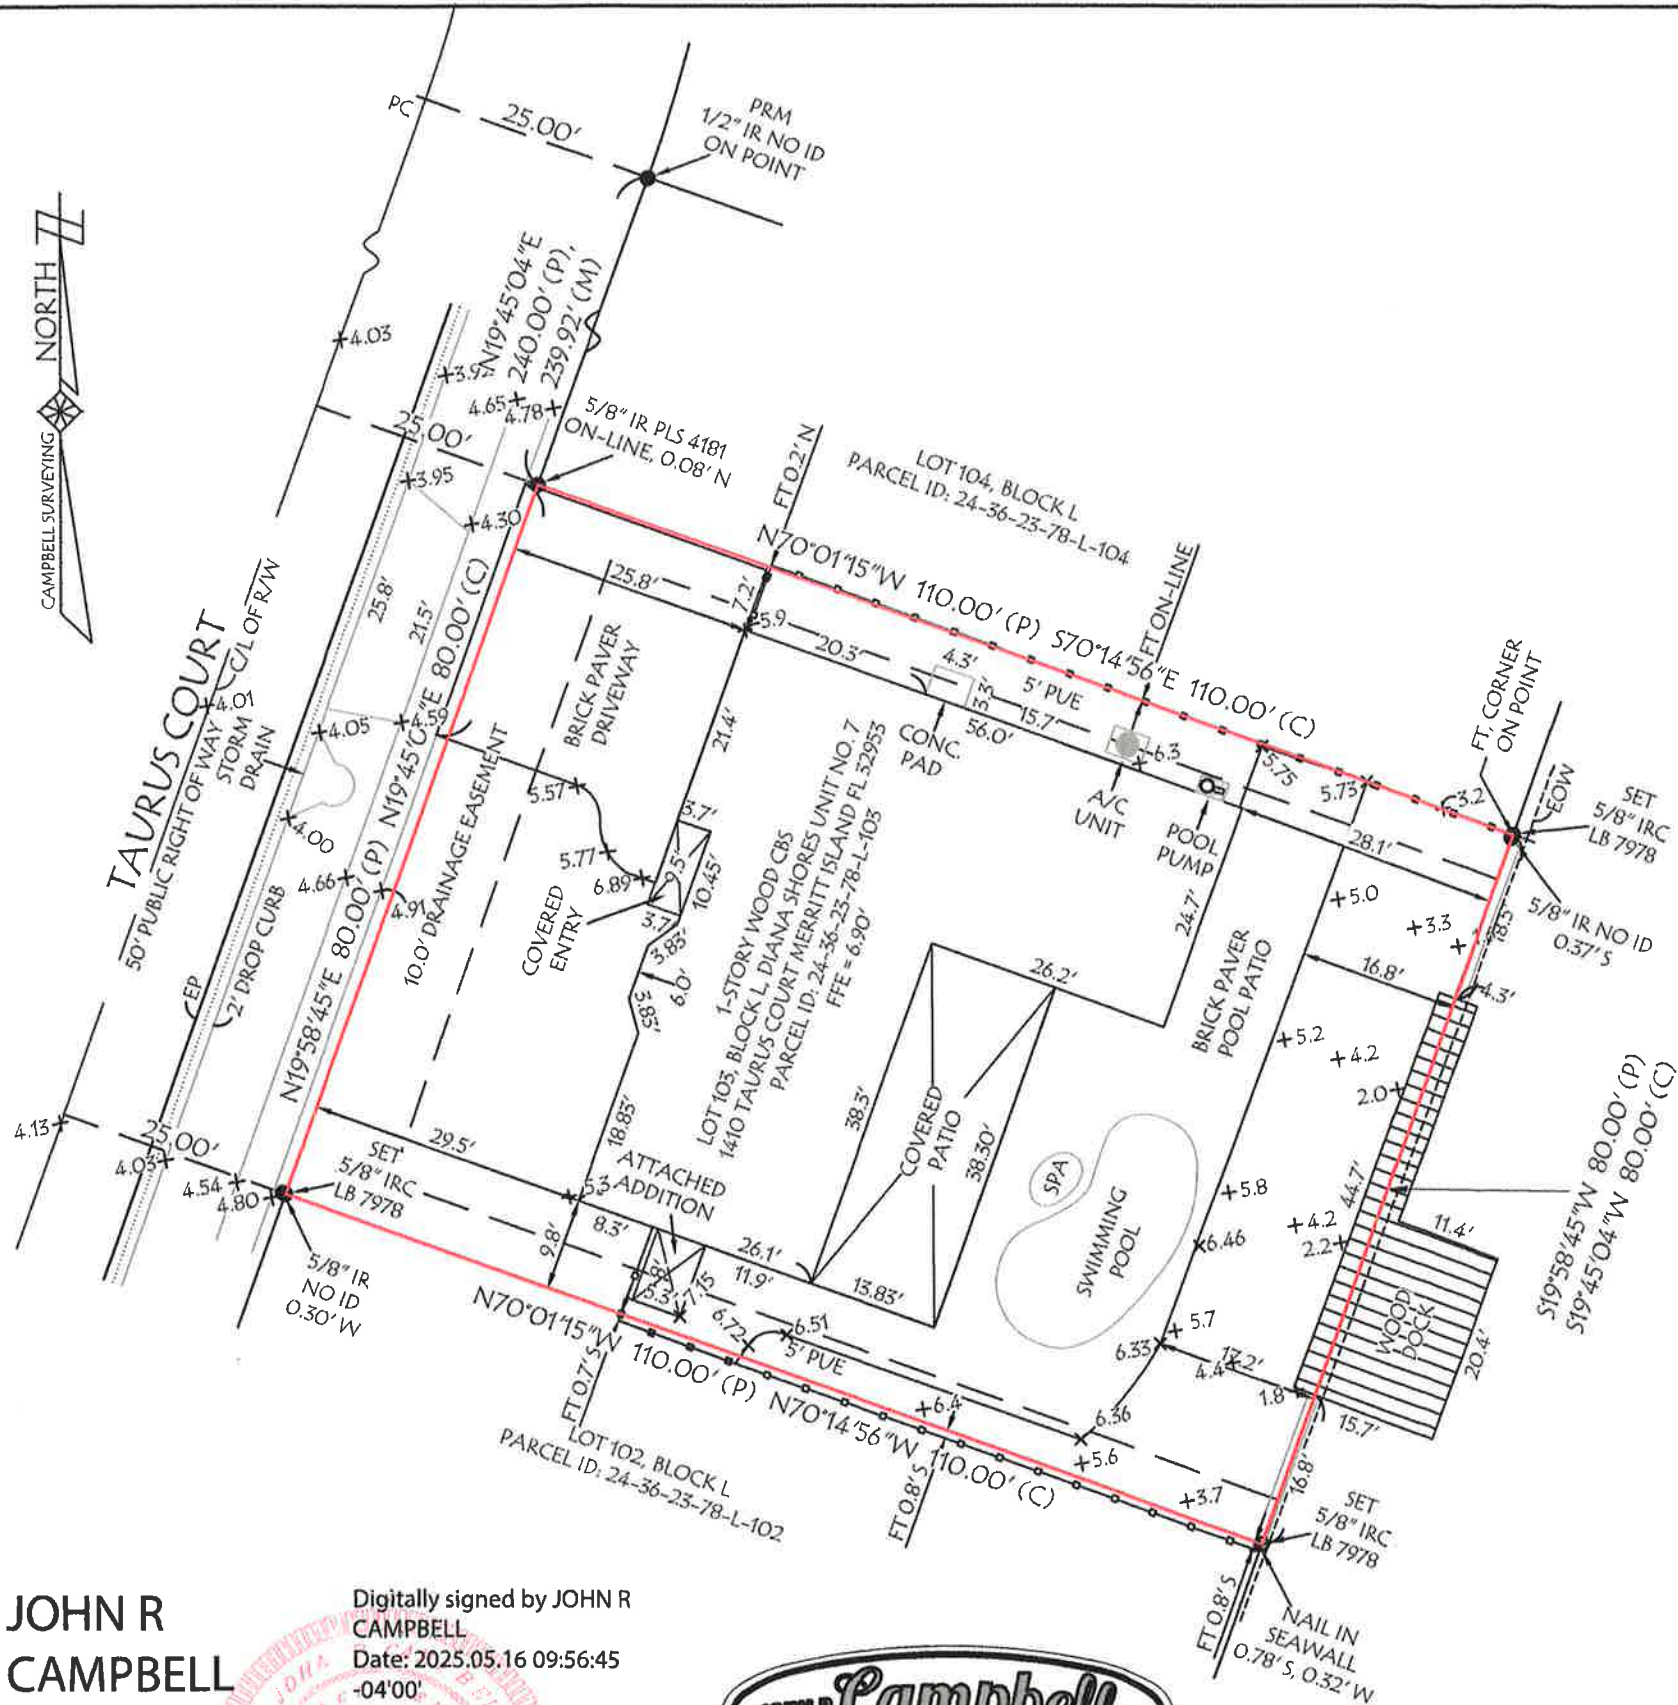 PC
25.00'
PRM
1/2" IR NO ID
ON POINT
NORTH
CAMPBELL SURVEYING
N19°45'04"E
240.00' (P),
239.92' (M)
4.03
3.92
4.65
4.78
25.00'
3.95
4.30
5/8" IR PLS 4181
ON-LINE, 0.08' N
FT 0.2' N
LOT 104, BLOCK L
PARCEL ID: 24-36-23-78-L-104
N70°01'15"W 110.00' (P) S70°14'56"E 110.00' (C)
FT ON-LINE
FT. CORNER
ON POINT
EOW
SET
5/8" IRC
LB 7978
5/8" IR NO ID
0.37' S
TAURUS COURT
50' PUBLIC RIGHT OF WAY
C/L OF R/W
4.01
STORM
DRAIN
25.8'
21.5'
4.05
4.59
4.00
4.66
4.91
EP
2' DROP CURB
N19°58'45"E 80.00' (P) N19°45'04"E 80.00' (C)
10.0' DRAINAGE EASEMENT
25.8'
7.2'
5.9
BRICK PAVER
DRIVEWAY
20.3'
4.3'
3.3'
5' PUE
15.7'
56.0'
CONC.
PAD
6.3
A/C
UNIT
POOL
PUMP
5.75
5.73
3.2
28.1'
18.5'
21.4'
5.57
5.77
6.89
3.7'
9.5'
10.45'
3.7'
3.83'
6.0'
3.83'
COVERED
ENTRY
1-STORY WOOD CBS
LOT 103, BLOCK L, DIANA SHORES UNIT NO. 7
1410 TAURUS COURT MERRITT ISLAND FL 32953
PARCEL ID: 24-36-23-78-L-103
FFE = 6.90'
24.7'
26.2'
BRICK PAVER
POOL PATIO
5.0
3.3
16.8'
4.3'
5.2
4.2
2.0
38.3'
COVERED
PATIO
38.30'
SPA
SWIMMING
POOL
5.8
4.2
2.2
6.46
44.7'
11.4'
WOOD
DOCK
20.4'
15.7'
S19°58'45"W 80.00' (P)
S19°45'04"W 80.00' (C)
4.13
25.00'
4.03
4.54
4.80
29.5'
SET
5/8" IRC
LB 7978
5/8" IR
NO ID
0.30' W
18.83'
5.3
9.8'
8.3'
ATTACHED
ADDITION
26.1'
11.9'
13.83'
5.3'
7.15
6.72
6.51
5' PUE
6.33
5.7
4.4
1.8
16.8'
6.36
5.6
6.4
3.7
N70°01'15"W 110.00' (P) N70°14'56"W 110.00' (C)
FT 0.7' S
LOT 102, BLOCK L
PARCEL ID: 24-36-23-78-L-102
FT 0.8' S
SET
5/8" IRC
LB 7978
FT 0.8' S
NAIL IN
SEAWALL
0.78' S, 0.32' W
JOHN R
CAMPBELL
Digitally signed by JOHN R
CAMPBELL
Date: 2025.05.16 09:56:45
-04'00'
Campbell